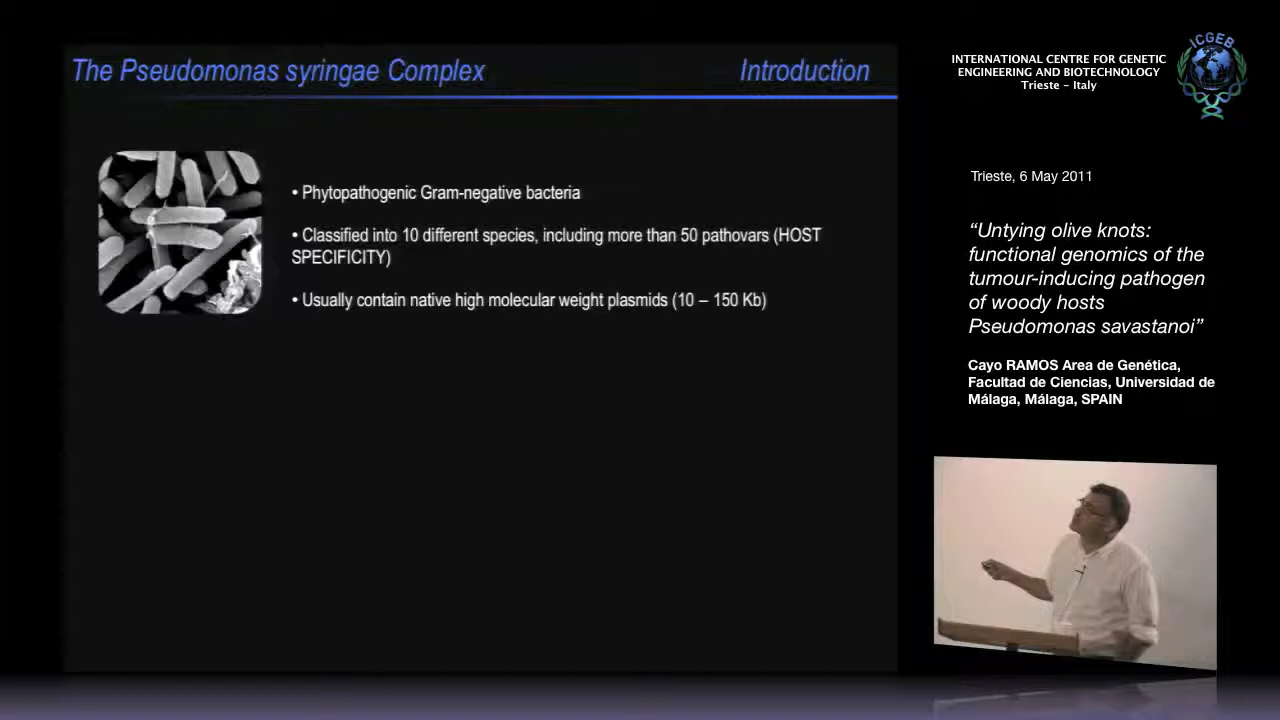 The Pseudomonas syringae Complex
Introduction
• Phytopathogenic Gram-negative bacteria
• Classified into 10 different species, including more than 50 pathovars (HOST
SPECIFICITY)
• Usually contain native high molecular weight plasmids (10 – 150 Kb)
INTERNATIONAL CENTRE FOR GENETIC
ENGINEERING AND BIOTECHNOLOGY
Trieste – Italy
ICGEB
Trieste, 6 May 2011
“Untying olive knots:
functional genomics of the
tumour-inducing pathogen
of woody hosts
Pseudomonas savastanoi”
Cayo RAMOS Area de Genética,
Facultad de Ciencias, Universidad de
Málaga, Málaga, SPAIN